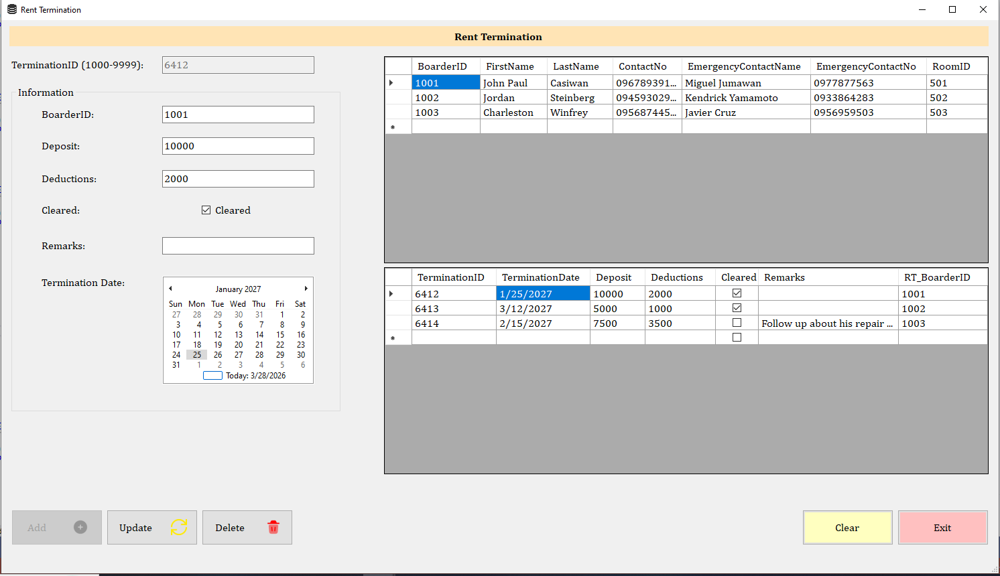 Rent Termination
Rent Termination
TerminationID (1000-9999): 6412
Information
BoarderID: 1001
Deposit: 10000
Deductions: 2000
Cleared: Cleared
Remarks:
Termination Date:
January 2027
Sun Mon Tue Wed Thu Fri Sat
27 28 29 30 31 1 2
3 4 5 6 7 8 9
10 11 12 13 14 15 16
17 18 19 20 21 22 23
24 25 26 27 28 29 30
31 1 2 3 4 5 6
Today: 3/28/2026
BoarderID FirstName LastName ContactNo EmergencyContactName EmergencyContactNo RoomID
1001 John Paul Casiwan 096789391... Miguel Jumawan 0977877563 501
1002 Jordan Steinberg 094593029... Kendrick Yamamoto 0933864283 502
1003 Charleston Winfrey 095687445... Javier Cruz 0956959503 503
TerminationID TerminationDate Deposit Deductions Cleared Remarks RT_BoarderID
6412 1/25/2027 10000 2000 1001
6413 3/12/2027 5000 1000 1002
6414 2/15/2027 7500 3500 Follow up about his repair ... 1003
Add Update Delete Clear Exit